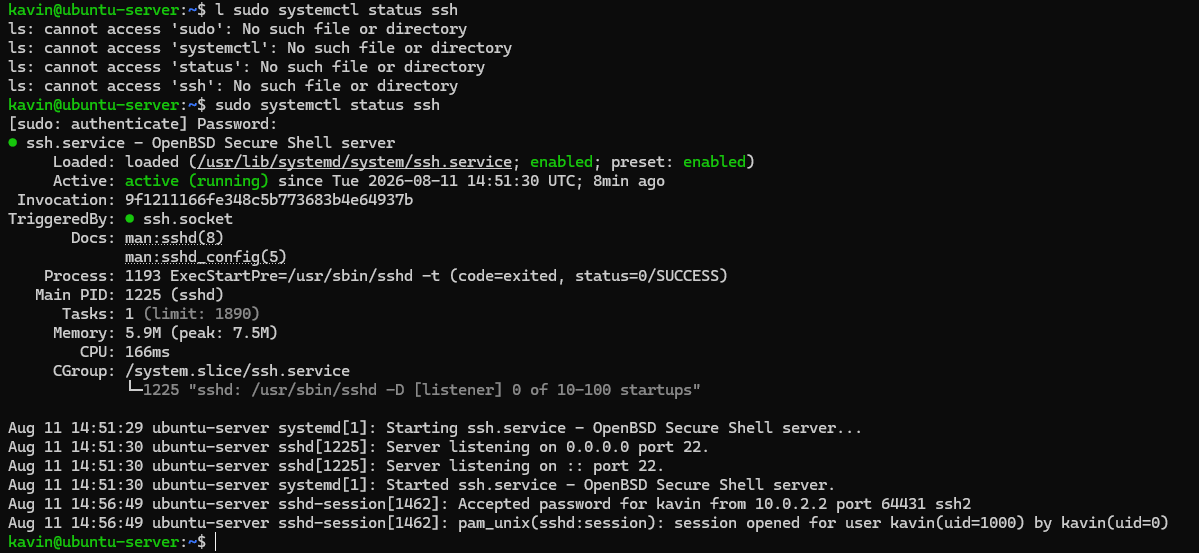 kavin@ubuntu-server:~$ l sudo systemctl status ssh
ls: cannot access 'sudo': No such file or directory
ls: cannot access 'systemctl': No such file or directory
ls: cannot access 'status': No such file or directory
ls: cannot access 'ssh': No such file or directory
kavin@ubuntu-server:~$ sudo systemctl status ssh
[sudo: authenticate] Password:
● ssh.service - OpenBSD Secure Shell server
     Loaded: loaded (/usr/lib/systemd/system/ssh.service; enabled; preset: enabled)
     Active: active (running) since Tue 2026-08-11 14:51:30 UTC; 8min ago
 Invocation: 9f1211166fe348c5b773683b4e64937b
TriggeredBy: ● ssh.socket
       Docs: man:sshd(8)
             man:sshd_config(5)
    Process: 1193 ExecStartPre=/usr/sbin/sshd -t (code=exited, status=0/SUCCESS)
   Main PID: 1225 (sshd)
      Tasks: 1 (limit: 1890)
     Memory: 5.9M (peak: 7.5M)
        CPU: 166ms
     CGroup: /system.slice/ssh.service
             └─1225 "sshd: /usr/sbin/sshd -D [listener] 0 of 10-100 startups"

Aug 11 14:51:29 ubuntu-server systemd[1]: Starting ssh.service - OpenBSD Secure Shell server...
Aug 11 14:51:30 ubuntu-server sshd[1225]: Server listening on 0.0.0.0 port 22.
Aug 11 14:51:30 ubuntu-server sshd[1225]: Server listening on :: port 22.
Aug 11 14:51:30 ubuntu-server systemd[1]: Started ssh.service - OpenBSD Secure Shell server.
Aug 11 14:56:49 ubuntu-server sshd-session[1462]: Accepted password for kavin from 10.0.2.2 port 64431 ssh2
Aug 11 14:56:49 ubuntu-server sshd-session[1462]: pam_unix(sshd:session): session opened for user kavin(uid=1000) by kavin(uid=0)
kavin@ubuntu-server:~$